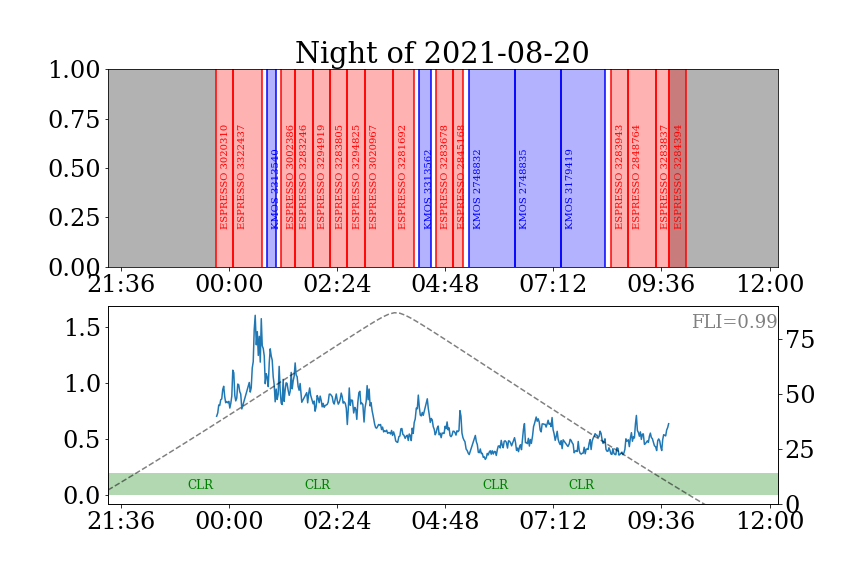 Night of 2021-08-20
1.00
0.75
0.50
0.25
0.00
ESPRESSO 3020310
ESPRESSO 3322437
KMOS 3313540
ESPRESSO 3002386
ESPRESSO 3283246
ESPRESSO 3294919
ESPRESSO 3283805
ESPRESSO 3294825
ESPRESSO 3020967
ESPRESSO 3281692
KMOS 3313562
ESPRESSO 3283678
ESPRESSO 2845168
KMOS 2748832
KMOS 2748835
KMOS 3179419
ESPRESSO 3283943
ESPRESSO 2848764
ESPRESSO 3283837
ESPRESSO 3284394
21:36 00:00 02:24 04:48 07:12 09:36 12:00
FLI=0.99
1.5
1.0
0.5
0.0
75
50
25
0
CLR CLR CLR CLR
21:36 00:00 02:24 04:48 07:12 09:36 12:00